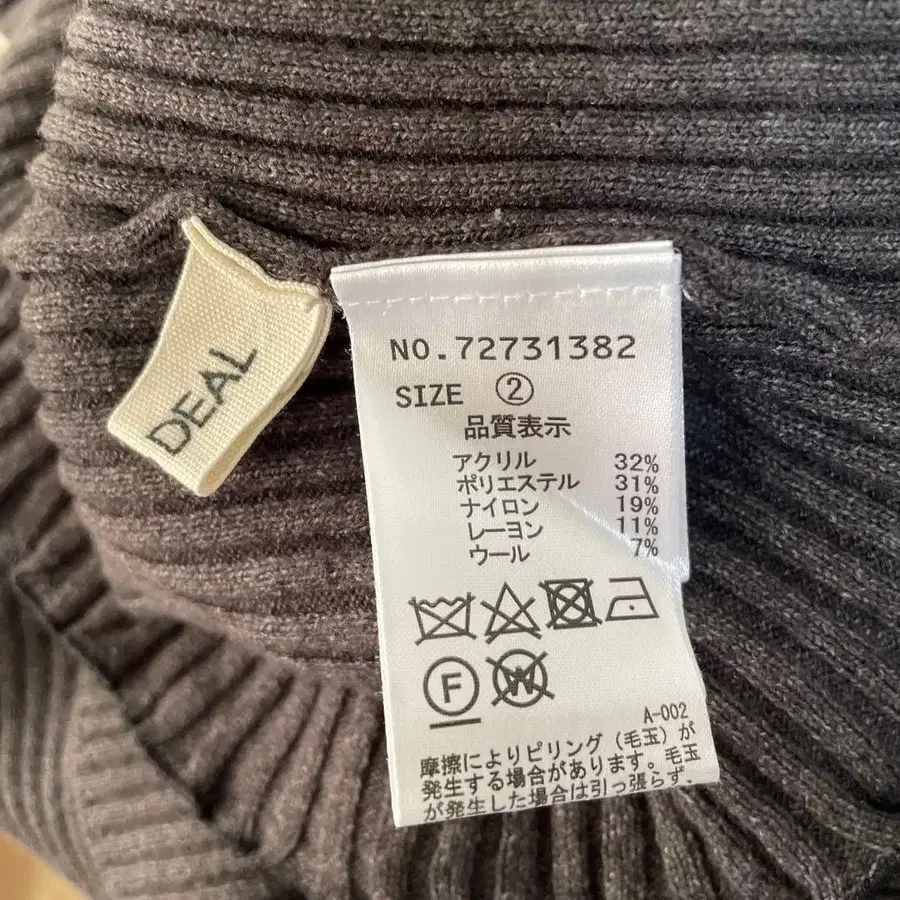 DEAL
NO.72731382
SIZE ②
品質表示
アクリル 32%
ポリエステル 31%
ナイロン 19%
レーヨン 11%
ウール 7%
F
W
A-002
摩擦によりピリング(毛玉)が
発生する場合があります。毛玉
が発生した場合は引っ張らず、